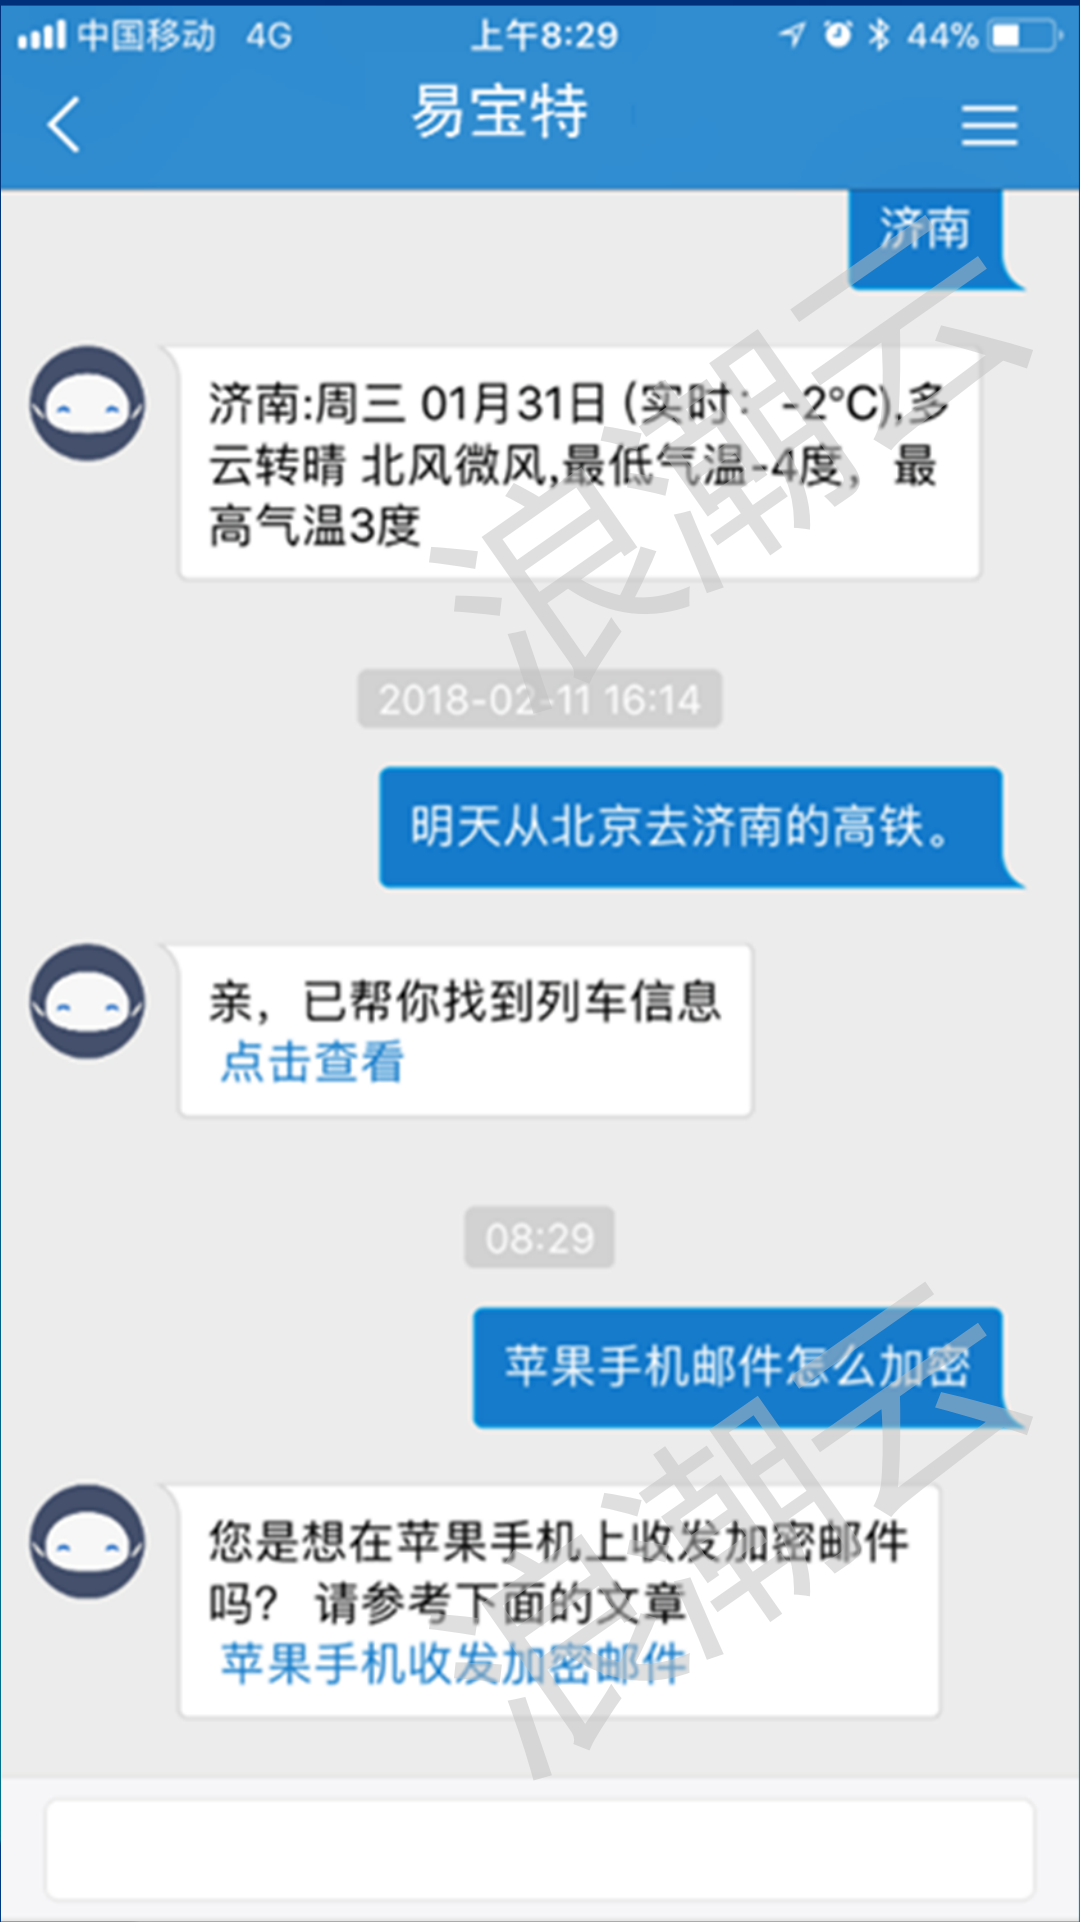 中国移动 4G 上午8:29 44%
易宝特
济南
济南:周三 01月31日 (实时：-2°C),多
云转晴 北风微风,最低气温-4度，最
高气温3度
2018-02-11 16:14
明天从北京去济南的高铁。
亲，已帮你找到列车信息
点击查看
08:29
苹果手机邮件怎么加密
您是想在苹果手机上收发加密邮件
吗？ 请参考下面的文章
苹果手机收发加密邮件
浪潮云
浪潮云